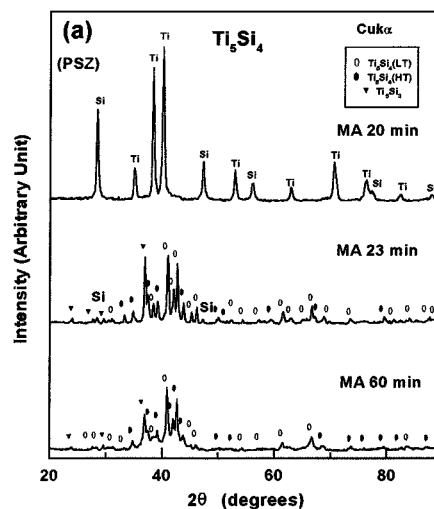 (a)
Ti5Si4
Cukα
(PSZ)
Ti5Si4(LT)
Ti5Si4(HT)
Ti5Si3
MA 20 min
Si
Ti
Ti
Ti
Si
Ti
Si
Ti
Ti
Ti
Si
Ti
Si
MA 23 min
Si
Si
MA 60 min
Intensity (Arbitrary Unit)
20 40 60 80
2θ (degrees)